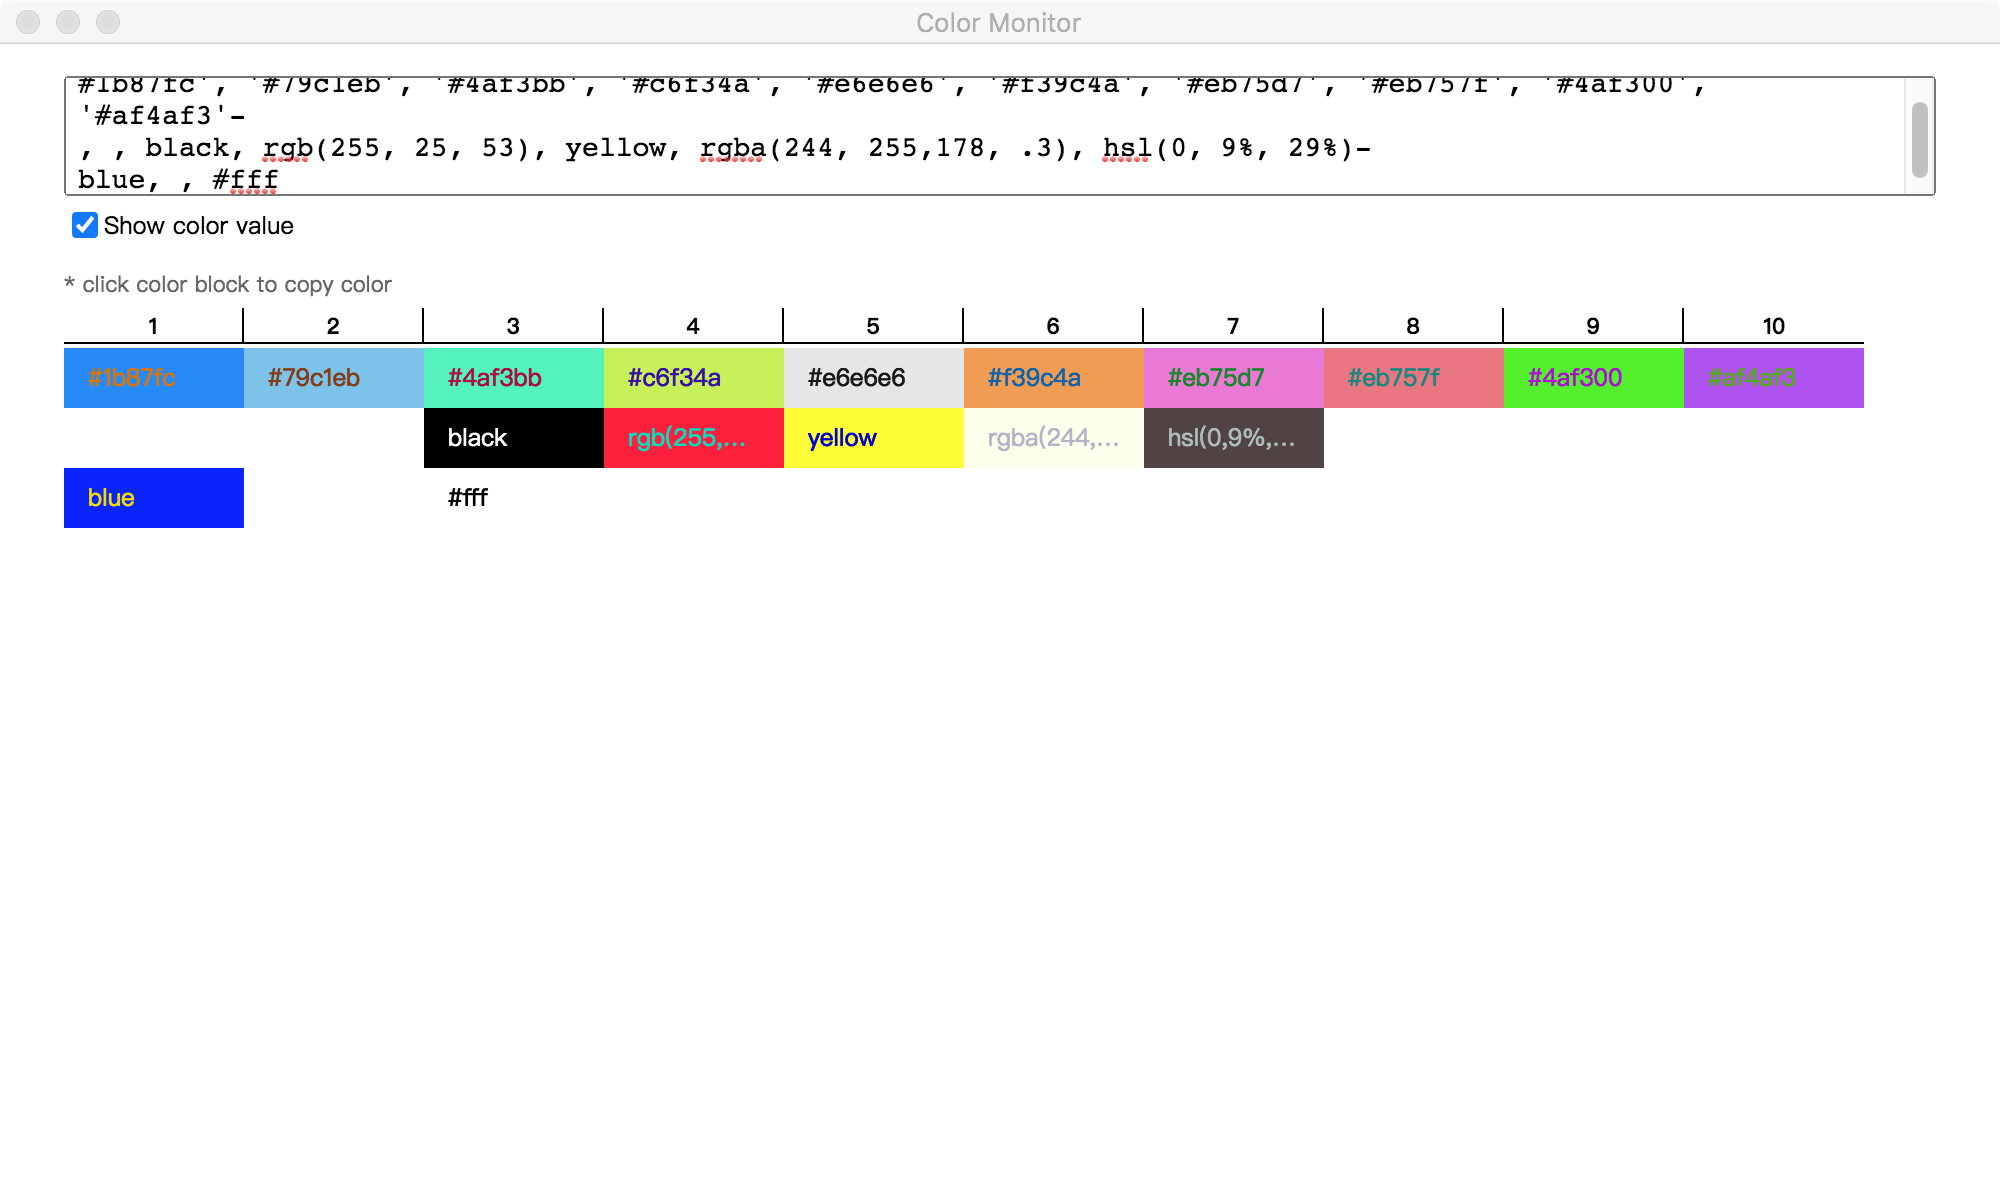 Color Monitor
#1b87fc', '#79c1eb', '#4af3bb', '#c6f34a', '#e6e6e6', '#f39c4a', '#eb75d7', '#eb757f', '#4af300',
'#af4af3'-
, , black, rgb(255, 25, 53), yellow, rgba(244, 255,178, .3), hsl(0, 9%, 29%)-
blue, , #fff
Show color value
* click color block to copy color
1 2 3 4 5 6 7 8 9 10
#1b87fc #79c1eb #4af3bb #c6f34a #e6e6e6 #f39c4a #eb75d7 #eb757f #4af300 #af4af3
black rgb(255,... yellow rgba(244,... hsl(0,9%,...
blue #fff